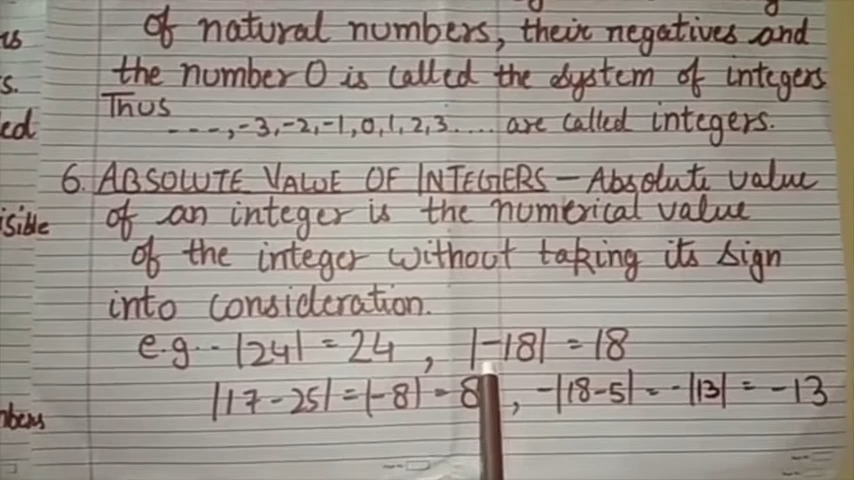 of natural numbers, their negatives and
the number 0 is called the system of integers
Thus
----,-3,-2,-1,0,1,2,3.... are called integers.
6. ABSOLUTE VALUE OF INTEGERS - Absolute value
of an integer is the numerical value
of the integer without taking its sign
into consideration.
e.g. - |24| = 24 , |-18| = 18
|17-25| = |-8| = 8 , -|18-5| = -|13| = -13